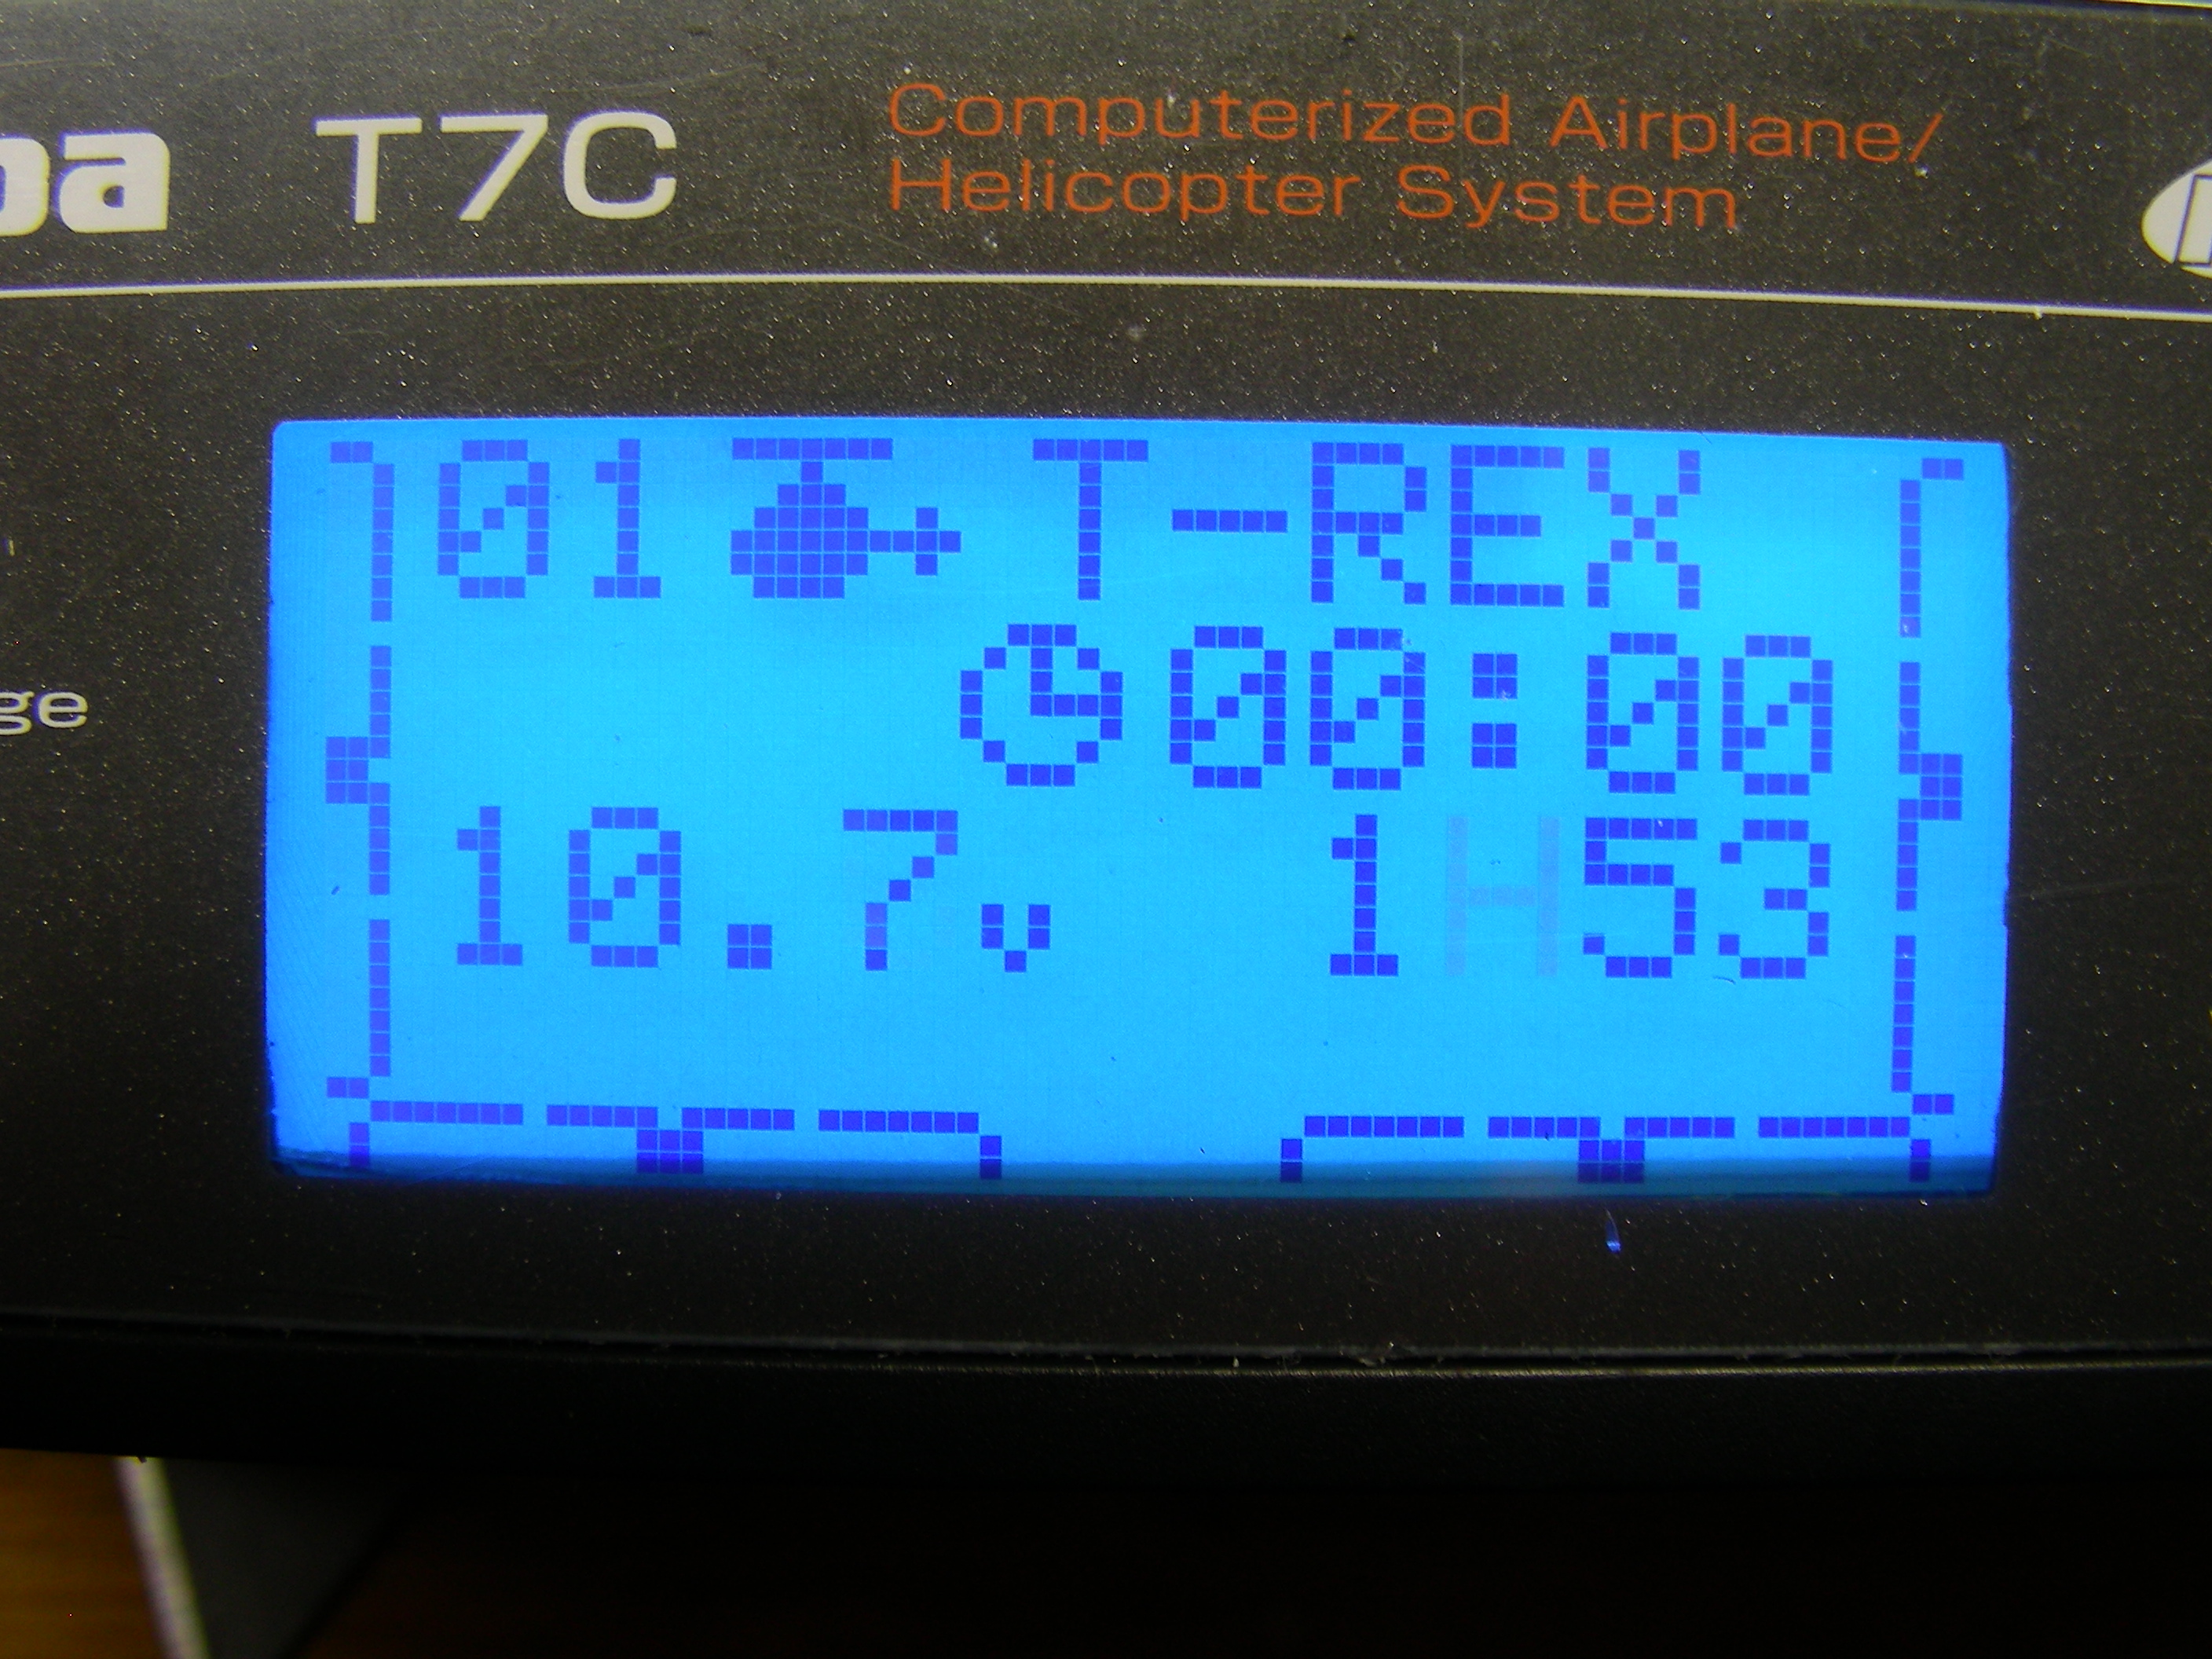 ba T7C Computerized Airplane/
Helicopter System
01 T-REX
00:00
ge
10.7v 1H53